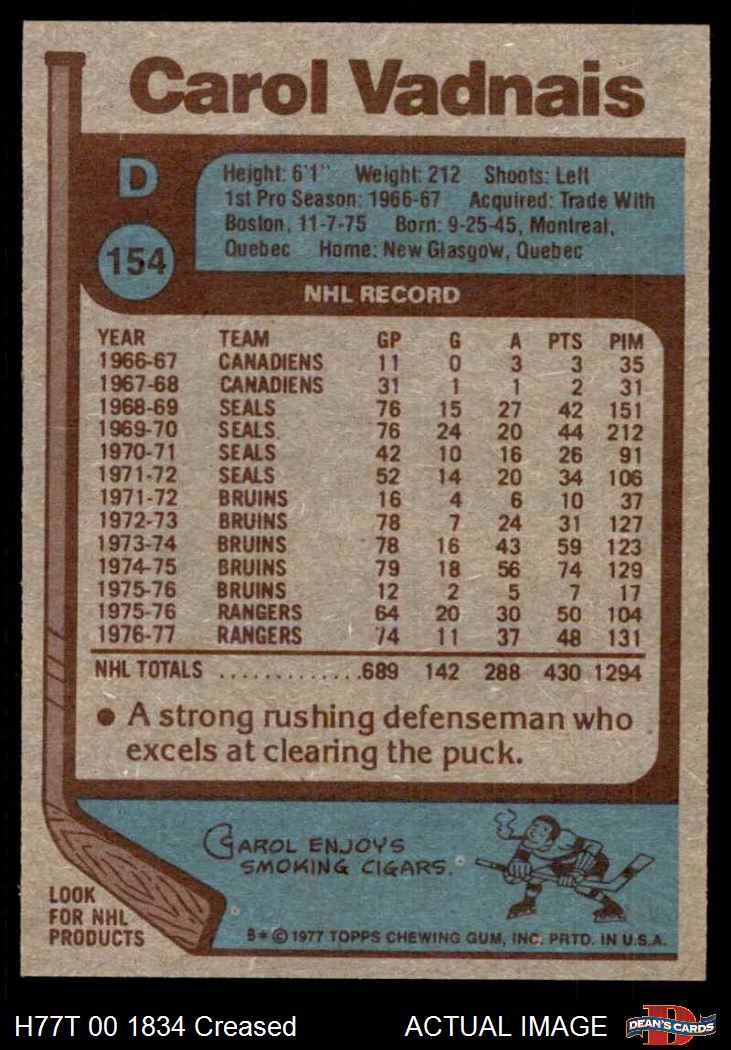 Carol Vadnais
D
154
Height: 6'1" Weight: 212 Shoots: Left
1st Pro Season: 1966-67 Acquired: Trade With
Boston, 11-7-75 Born: 9-25-45, Montreal,
Quebec Home: New Glasgow, Quebec
NHL RECORD
YEAR TEAM GP G A PTS PIM
1966-67 CANADIENS 11 0 3 3 35
1967-68 CANADIENS 31 1 1 2 31
1968-69 SEALS 76 15 27 42 151
1969-70 SEALS 76 24 20 44 212
1970-71 SEALS 42 10 16 26 91
1971-72 SEALS 52 14 20 34 106
1971-72 BRUINS 16 4 6 10 37
1972-73 BRUINS 78 7 24 31 127
1973-74 BRUINS 78 16 43 59 123
1974-75 BRUINS 79 18 56 74 129
1975-76 BRUINS 12 2 5 7 17
1975-76 RANGERS 64 20 30 50 104
1976-77 RANGERS 74 11 37 48 131
NHL TOTALS .............689 142 288 430 1294
● A strong rushing defenseman who
excels at clearing the puck.
CAROL ENJOYS
SMOKING CIGARS.
LOOK
FOR NHL
PRODUCTS
B* © 1977 TOPPS CHEWING GUM, INC. PRTD. IN U.S.A.
H77T 00 1834 Creased ACTUAL IMAGE
D
DEAN'S CARDS